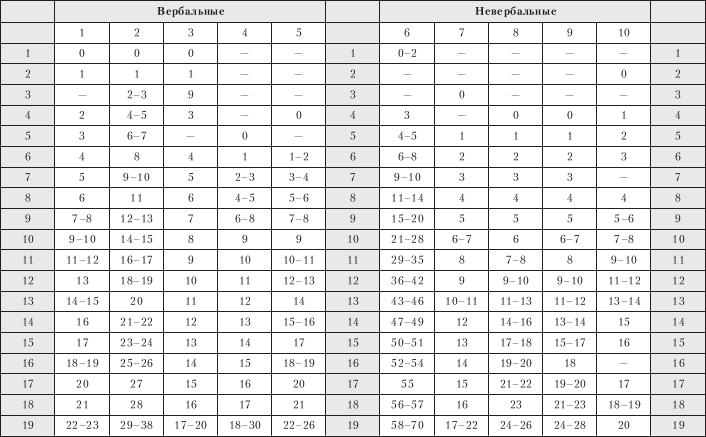 Вербальные Невербальные
1 2 3 4 5 6 7 8 9 10
1 0 0 0 — — 1 0–2 — — — — 1
2 1 1 1 — — 2 — — — — 0 2
3 — 2–3 9 — — 3 — 0 — — — 3
4 2 4–5 3 — 0 4 3 — 0 0 1 4
5 3 6–7 — 0 — 5 4–5 1 1 1 2 5
6 4 8 4 1 1–2 6 6–8 2 2 2 3 6
7 5 9–10 5 2–3 3–4 7 9–10 3 3 3 — 7
8 6 11 6 4–5 5–6 8 11–14 4 4 4 4 8
9 7–8 12–13 7 6–8 7–8 9 15–20 5 5 5 5–6 9
10 9–10 14–15 8 9 9 10 21–28 6–7 6 6–7 7–8 10
11 11–12 16–17 9 10 10–11 11 29–35 8 7–8 8 9–10 11
12 13 18–19 10 11 12–13 12 36–42 9 9–10 9–10 11–12 12
13 14–15 20 11 12 14 13 43–46 10–11 11–13 11–12 13–14 13
14 16 21–22 12 13 15–16 14 47–49 12 14–16 13–14 15 14
15 17 23–24 13 14 17 15 50–51 13 17–18 15–17 16 15
16 18–19 25–26 14 15 18–19 16 52–54 14 19–20 18 — 16
17 20 27 15 16 20 17 55 15 21–22 19–20 17 17
18 21 28 16 17 21 18 56–57 16 23 21–23 18–19 18
19 22–23 29–38 17–20 18–30 22–26 19 58–70 17–22 24–26 24–28 20 19